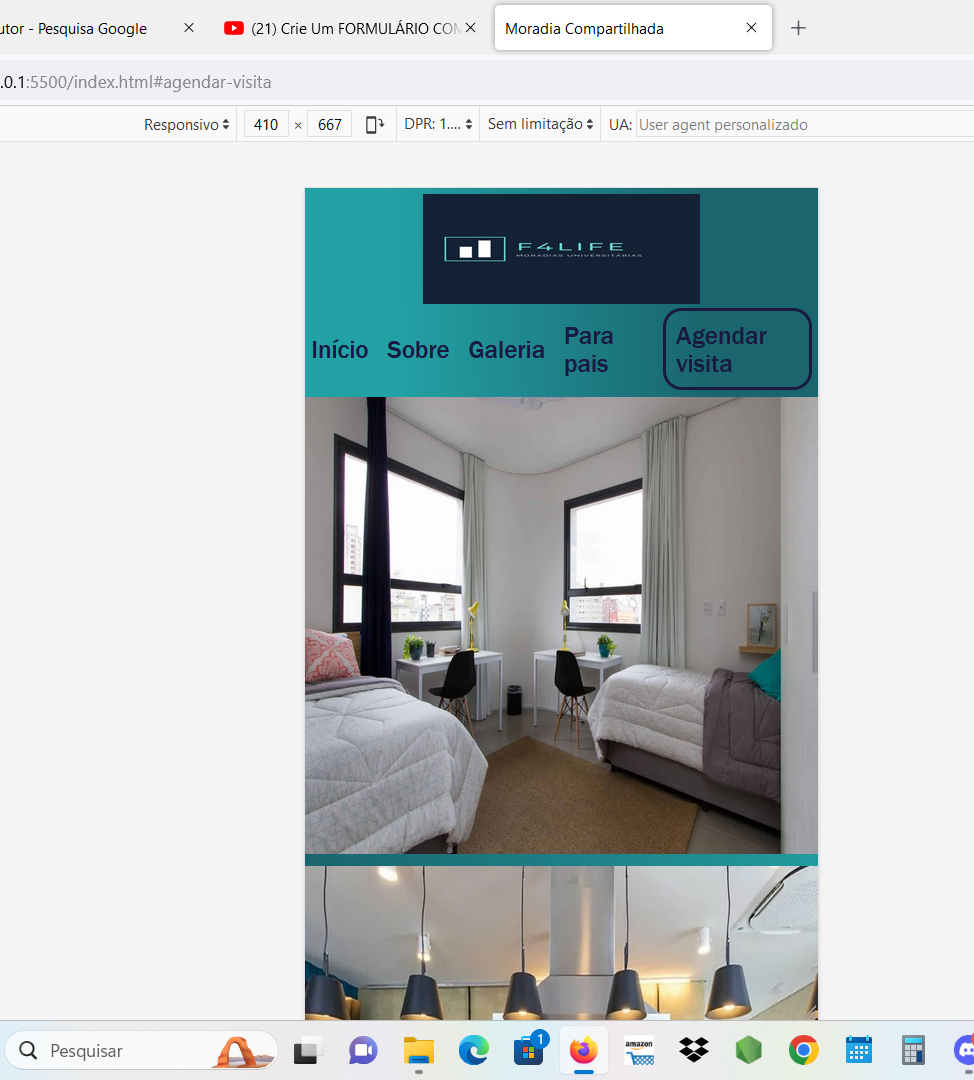 utor - Pesquisa Google
(21) Crie Um FORMULÁRIO COM
Moradia Compartilhada
.0.1:5500/index.html#agendar-visita
Responsivo 410 × 667 DPR: 1.... Sem limitação UA: User agent personalizado
F4LIFE
MORADIAS UNIVERSITÁRIAS
Início Sobre Galeria Para pais Agendar visita
Pesquisar
1
amazon